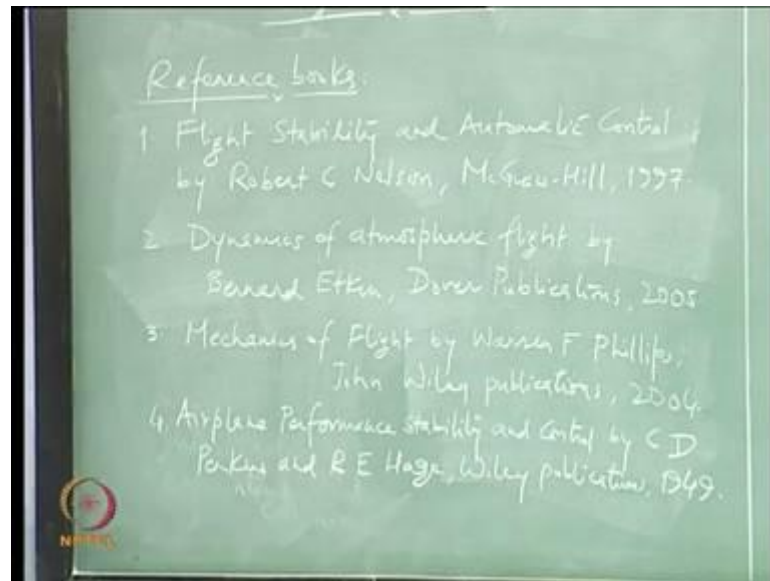 Reference books:
1. Flight Stability and Automatic Control
by Robert C Nelson, McGraw-Hill, 1997
2. Dynamics of atmospheric flight by
Bernard Etkin, Dover Publications, 2005
3. Mechanics of Flight by Warren F Phillips,
John Wiley publications, 2004.
4. Airplane Performance stability and control by C D
Perkins and R E Hage, Wiley publication, 1949.
NPTEL